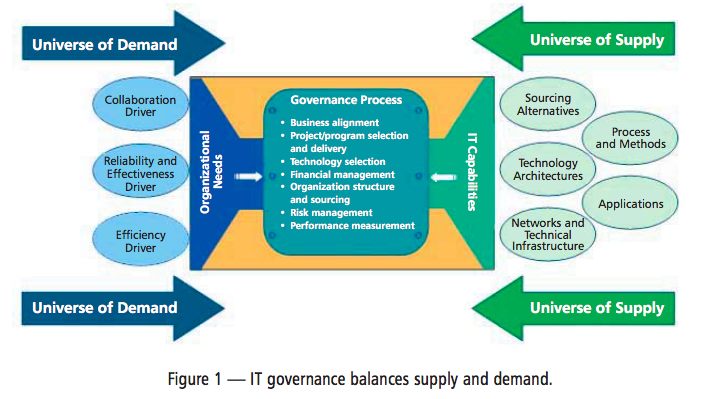 Universe of Demand
Universe of Supply
Collaboration
Driver
Reliability and
Effectiveness
Driver
Efficiency
Driver
Organizational
Needs
Governance Process
• Business alignment
• Project/program selection
and delivery
• Technology selection
• Financial management
• Organization structure
and sourcing
• Risk management
• Performance measurement
IT Capabilities
Sourcing
Alternatives
Process
and Methods
Technology
Architectures
Applications
Networks and
Technical
Infrastructure
Universe of Demand
Universe of Supply
Figure 1 — IT governance balances supply and demand.